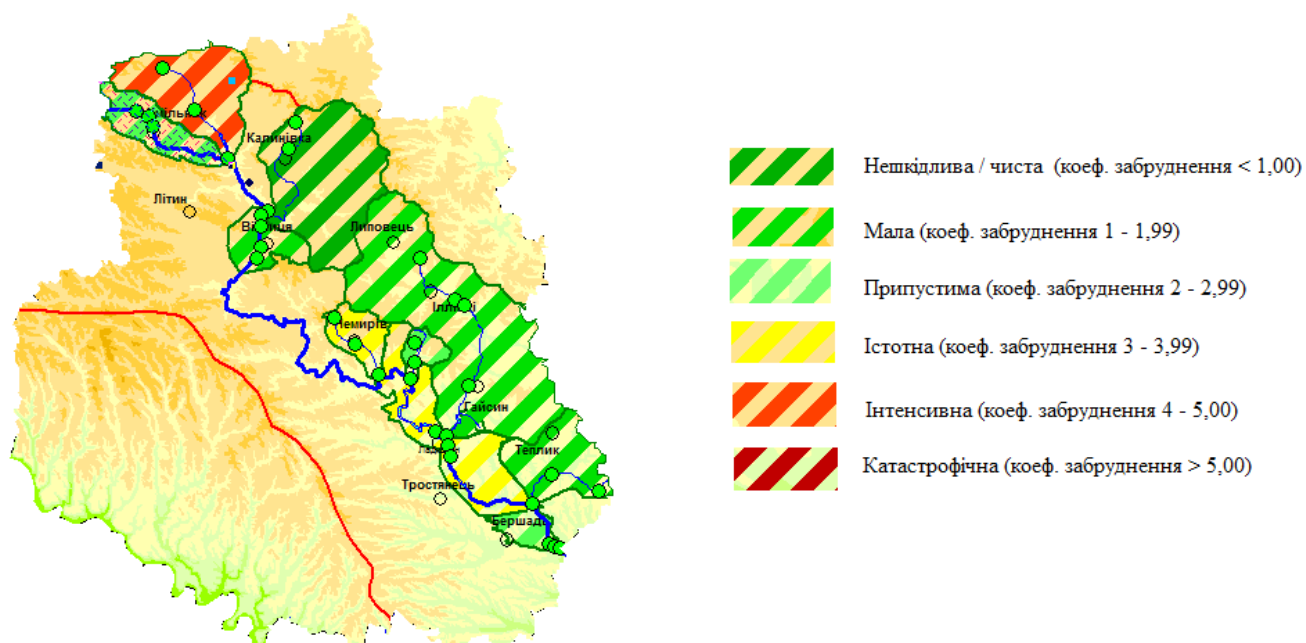 Калинівка
Літин
Липовець
Немирів
Гайсин
Теплик
Тростянець
Бершадь
Нешкідлива / чиста (коеф. забруднення < 1,00)
Мала (коеф. забруднення 1 - 1,99)
Припустима (коеф. забруднення 2 - 2,99)
Істотна (коеф. забруднення 3 - 3,99)
Інтенсивна (коеф. забруднення 4 - 5,00)
Катастрофічна (коеф. забруднення > 5,00)